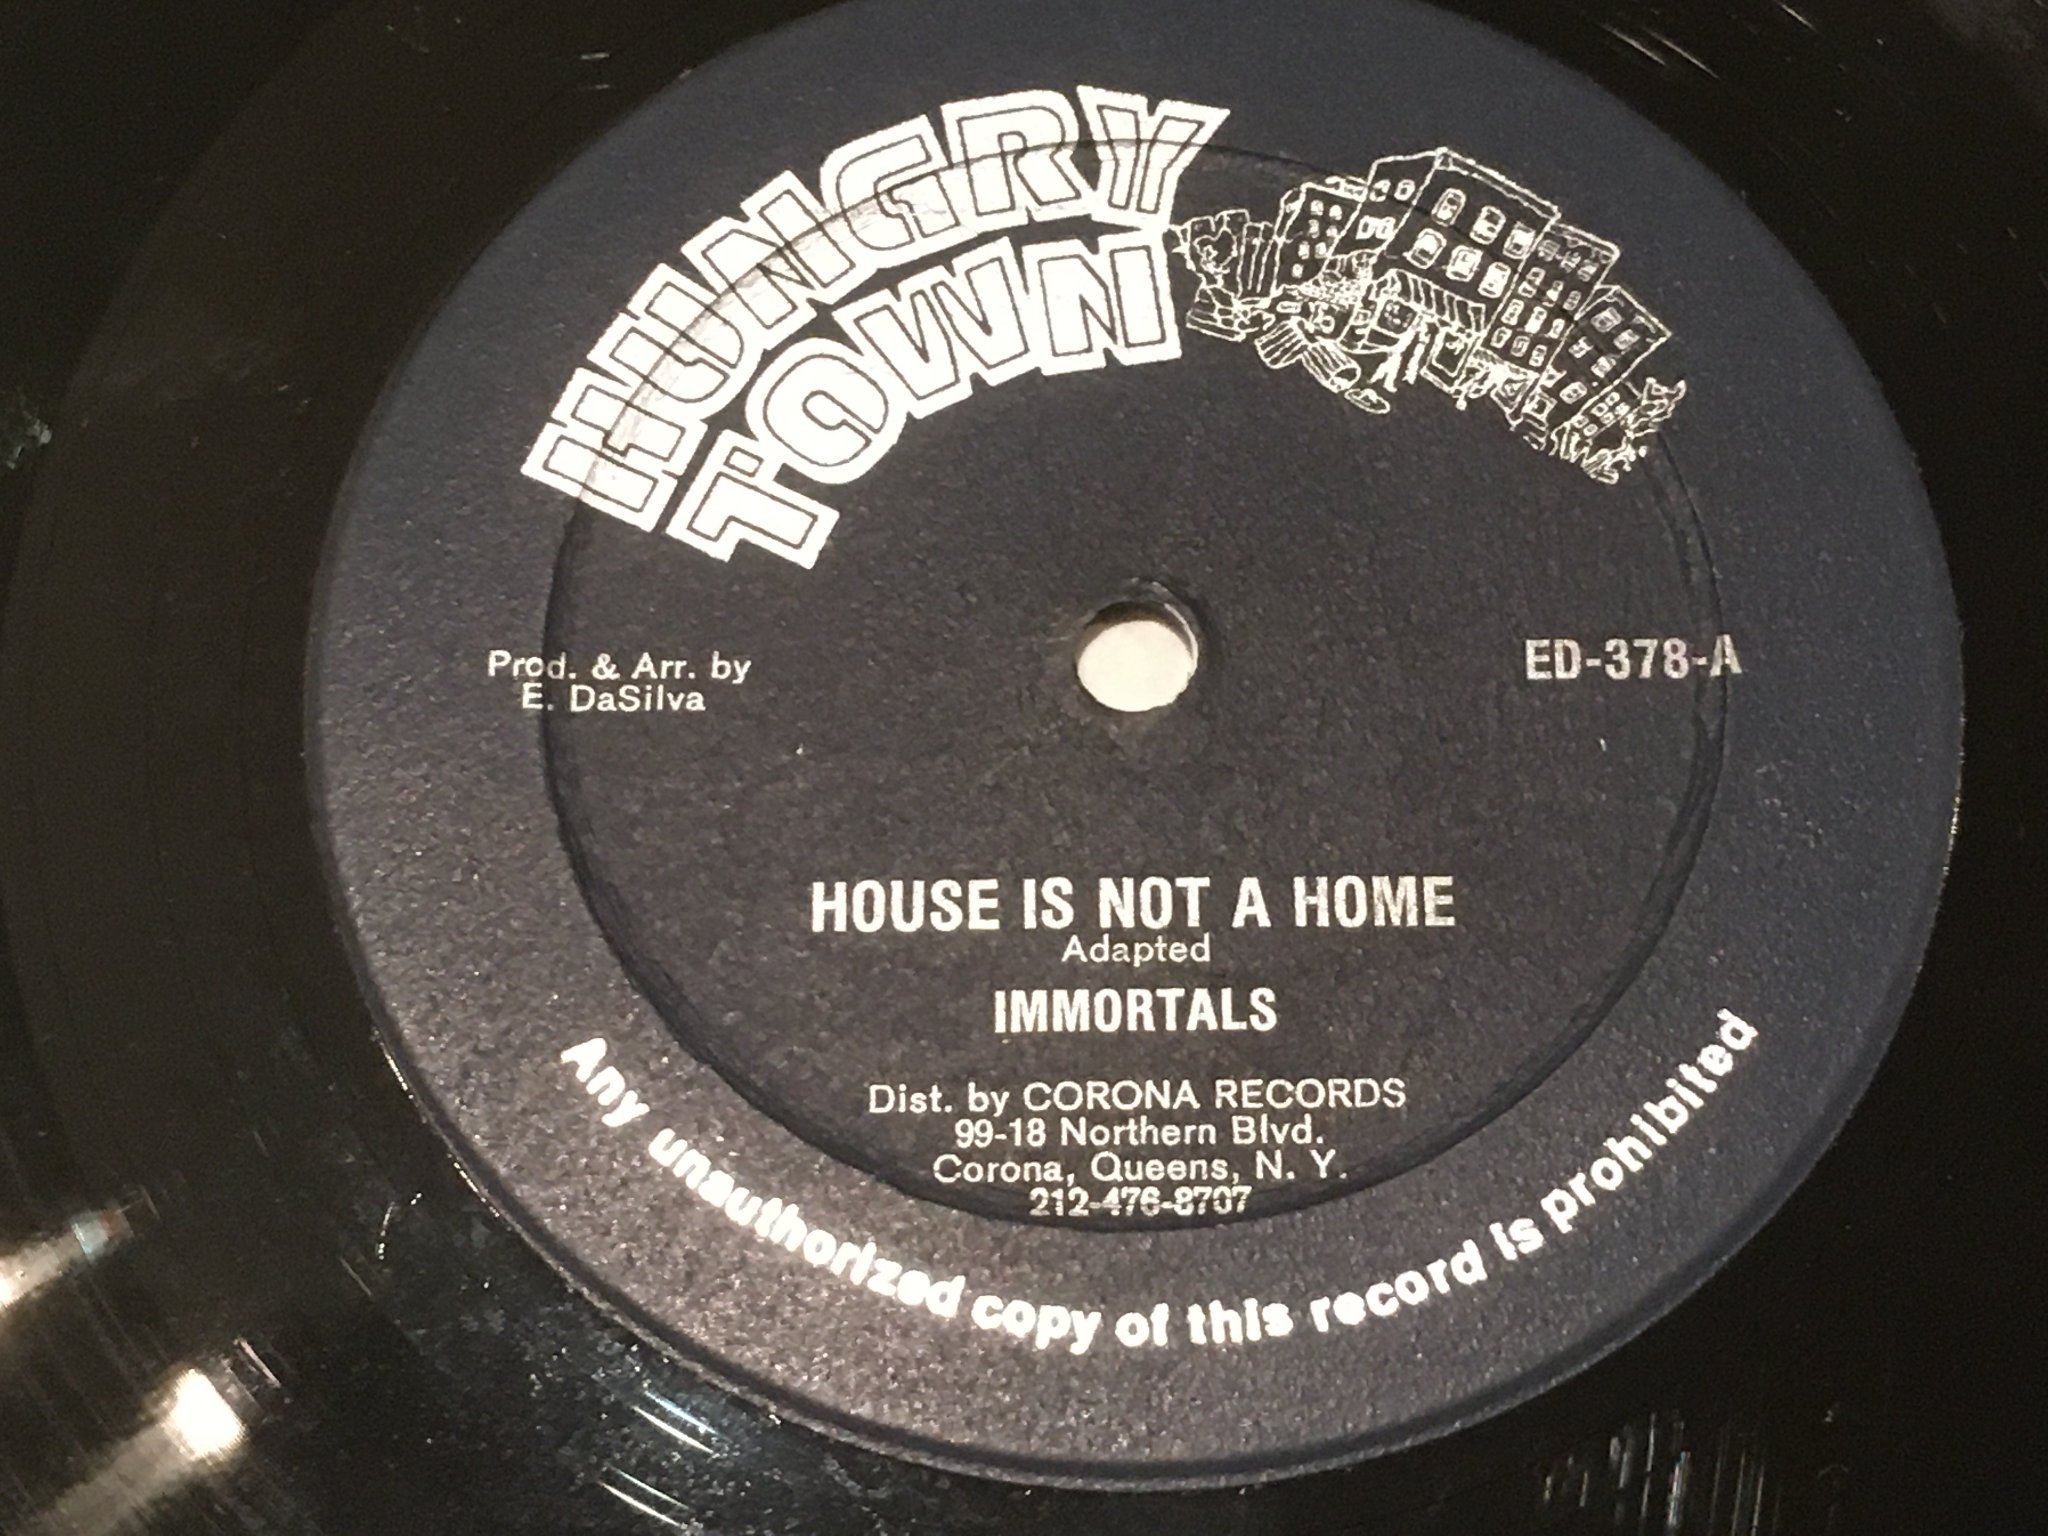 HUNGRY
TOWN
Prod. & Arr. by
E. DaSilva
ED-378-A
HOUSE IS NOT A HOME
Adapted
IMMORTALS
Dist. by CORONA RECORDS
99-18 Northern Blvd.
Corona, Queens, N. Y.
212-476-8707
Any unauthorized copy of this record is prohibited